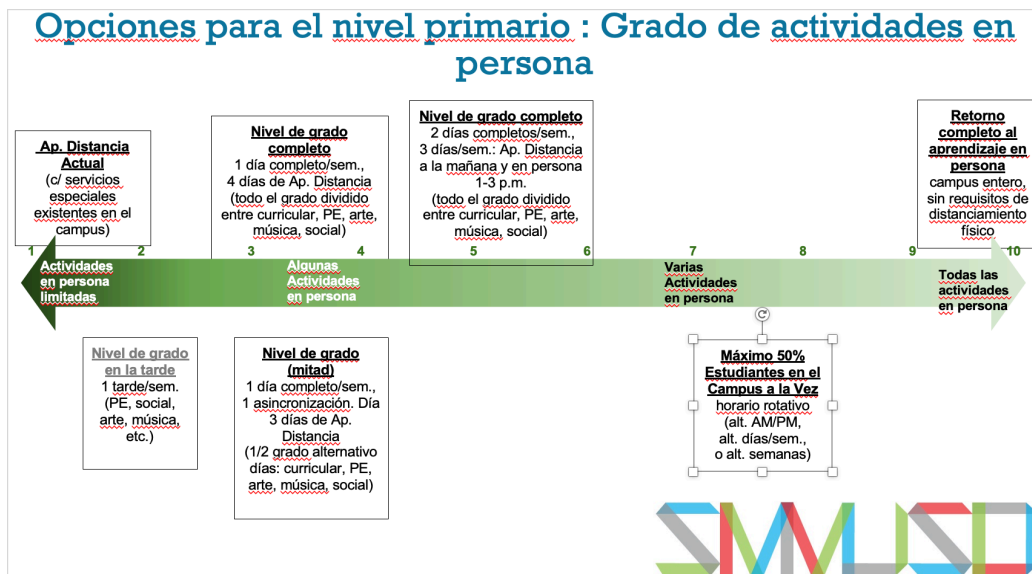 Opciones para el nivel primario : Grado de actividades en
persona
Ap. Distancia
Actual
(c/ servicios
especiales
existentes en el
campus)
Nivel de grado
completo
1 día completo/sem.,
4 días de Ap. Distancia
(todo el grado dividido
entre curricular, PE, arte,
música, social)
Nivel de grado completo
2 días completos/sem.,
3 días/sem.: Ap. Distancia
a la mañana y en persona
1-3 p.m.
(todo el grado dividido
entre curricular, PE, arte,
música, social)
Retorno
completo al
aprendizaje en
persona
campus entero,
sin requisitos de
distanciamiento
físico
1 2 3 4 5 6 7 8 9 10
Actividades
en persona
limitadas
Algunas
Actividades
en persona
Varias
Actividades
en persona
Todas las
actividades
en persona
Nivel de grado
en la tarde
1 tarde/sem.
(PE, social,
arte, música,
etc.)
Nivel de grado
(mitad)
1 día completo/sem.,
1 asincronización. Día
3 días de Ap.
Distancia
(1/2 grado alternativo
días: curricular, PE,
arte, música, social)
Máximo 50%
Estudiantes en el
Campus a la Vez
horario rotativo
(alt. AM/PM,
alt. días/sem.,
o alt. semanas)
SMMUSD